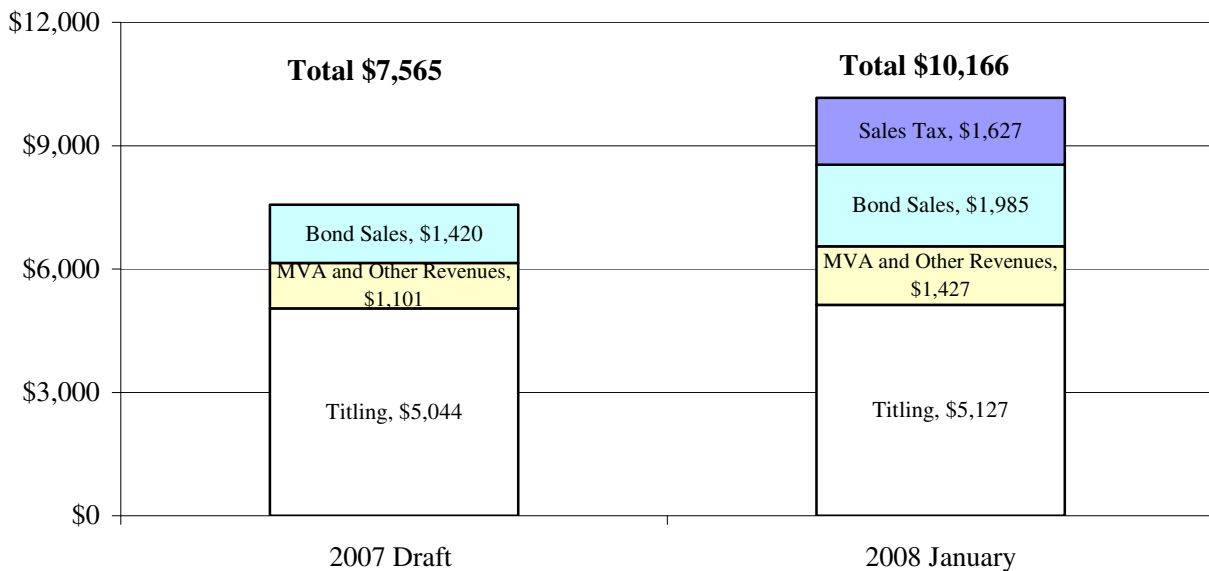 $12,000
$9,000
$6,000
$3,000
$0
Total $7,565
Bond Sales, $1,420
MVA and Other Revenues,
$1,101
Titling, $5,044
2007 Draft
Total $10,166
Sales Tax, $1,627
Bond Sales, $1,985
MVA and Other Revenues,
$1,427
Titling, $5,127
2008 January